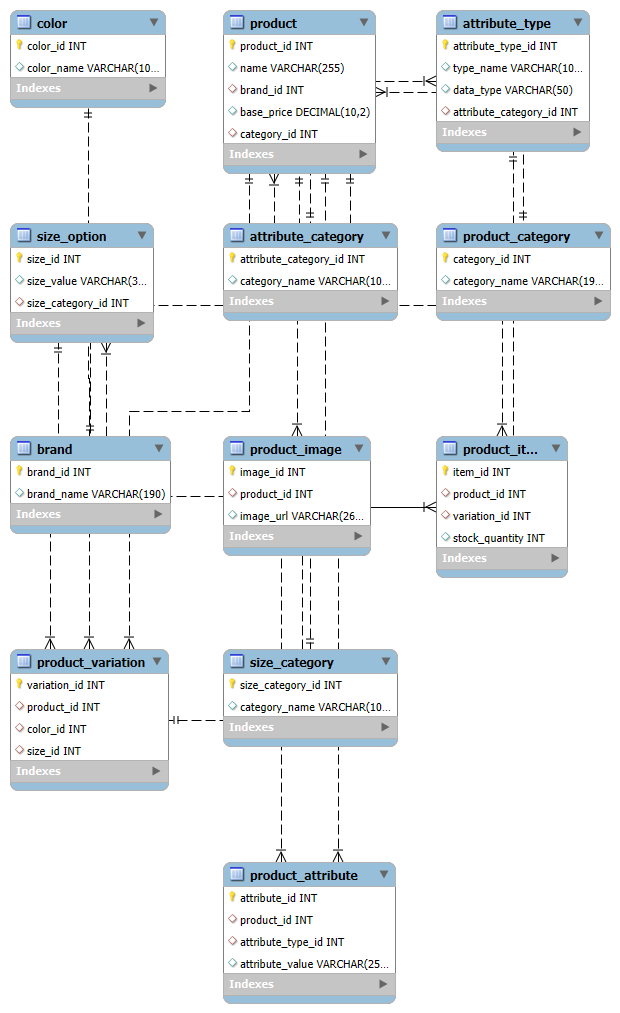 color
color_id INT
color_name VARCHAR(10...
Indexes
product
product_id INT
name VARCHAR(255)
brand_id INT
base_price DECIMAL(10,2)
category_id INT
Indexes
attribute_type
attribute_type_id INT
type_name VARCHAR(10...
data_type VARCHAR(50)
attribute_category_id INT
Indexes
size_option
size_id INT
size_value VARCHAR(3...
size_category_id INT
Indexes
attribute_category
attribute_category_id INT
category_name VARCHAR(10...
Indexes
product_category
category_id INT
category_name VARCHAR(19...
Indexes
brand
brand_id INT
brand_name VARCHAR(190)
Indexes
product_image
image_id INT
product_id INT
image_url VARCHAR(26...
Indexes
product_it...
item_id INT
product_id INT
variation_id INT
stock_quantity INT
Indexes
product_variation
variation_id INT
product_id INT
color_id INT
size_id INT
Indexes
size_category
size_category_id INT
category_name VARCHAR(10...
Indexes
product_attribute
attribute_id INT
product_id INT
attribute_type_id INT
attribute_value VARCHAR(25...
Indexes